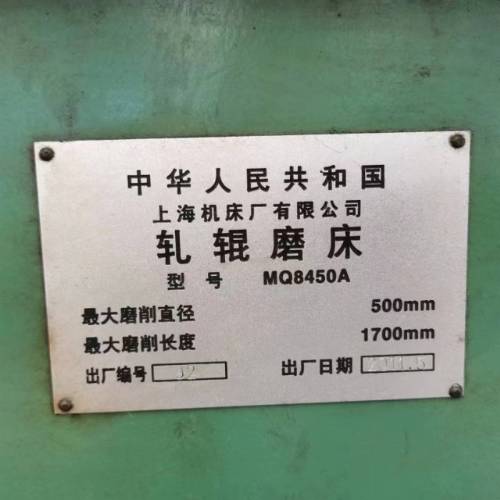 中华人民共和国
上海机床厂有限公司
轧辊磨床
型号 MQ8450A
最大磨削直径 500mm
最大磨削长度 1700mm
出厂编号
出厂日期